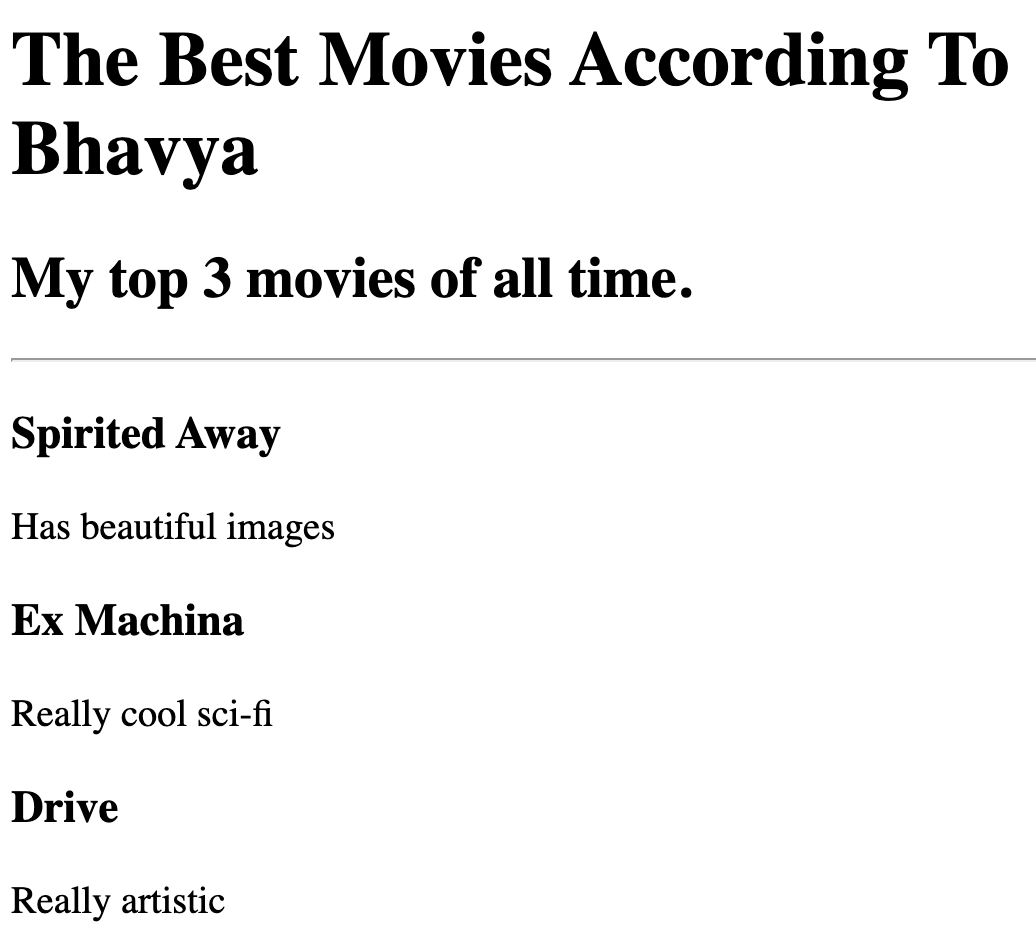 The Best Movies According To
Bhavya
My top 3 movies of all time.
Spirited Away
Has beautiful images
Ex Machina
Really cool sci-fi
Drive
Really artistic